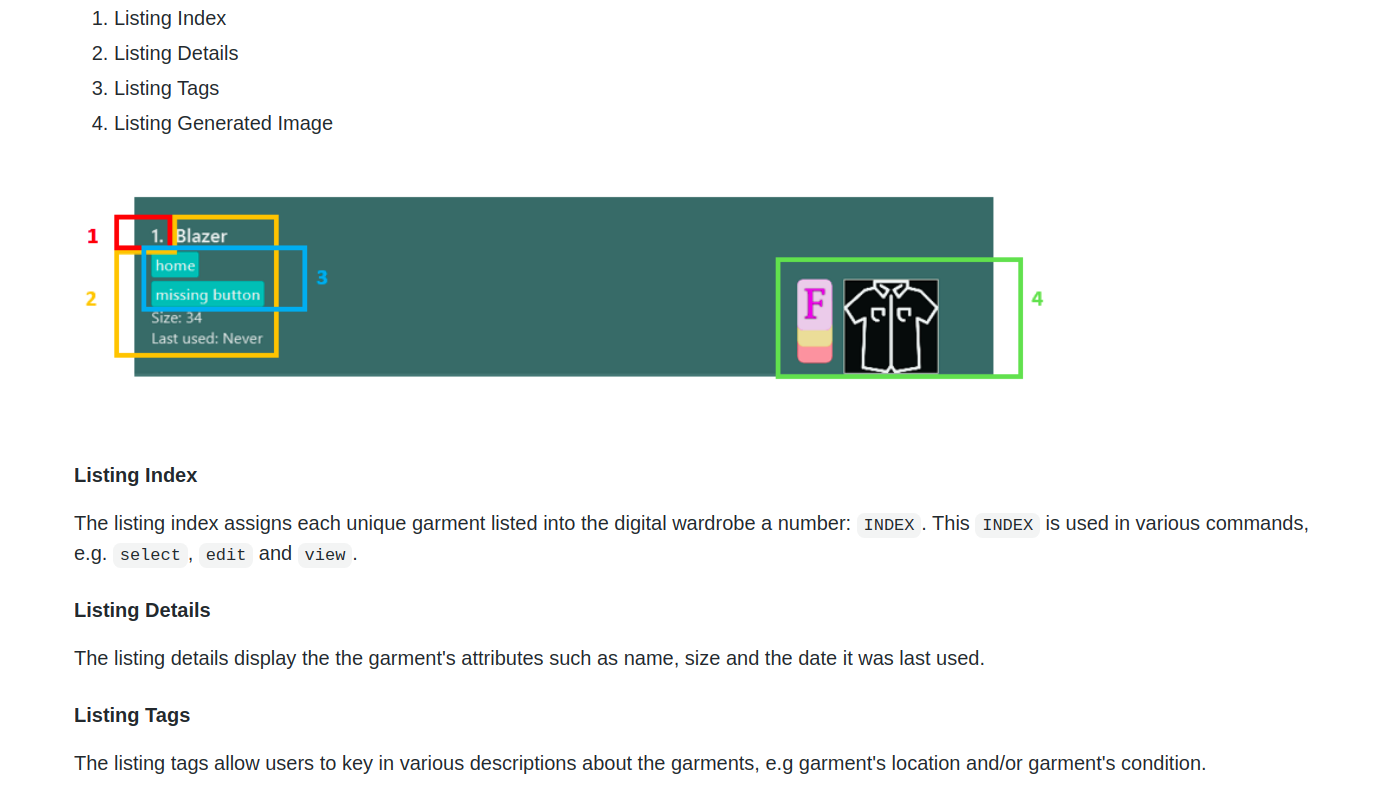 1. Listing Index
2. Listing Details
3. Listing Tags
4. Listing Generated Image
1
1. Blazer
home
3
missing button
2
4
F
Size: 34
Last used: Never
Listing Index
The listing index assigns each unique garment listed into the digital wardrobe a number: INDEX. This INDEX is used in various commands,
e.g. select, edit and view.
Listing Details
The listing details display the the garment's attributes such as name, size and the date it was last used.
Listing Tags
The listing tags allow users to key in various descriptions about the garments, e.g garment's location and/or garment's condition.